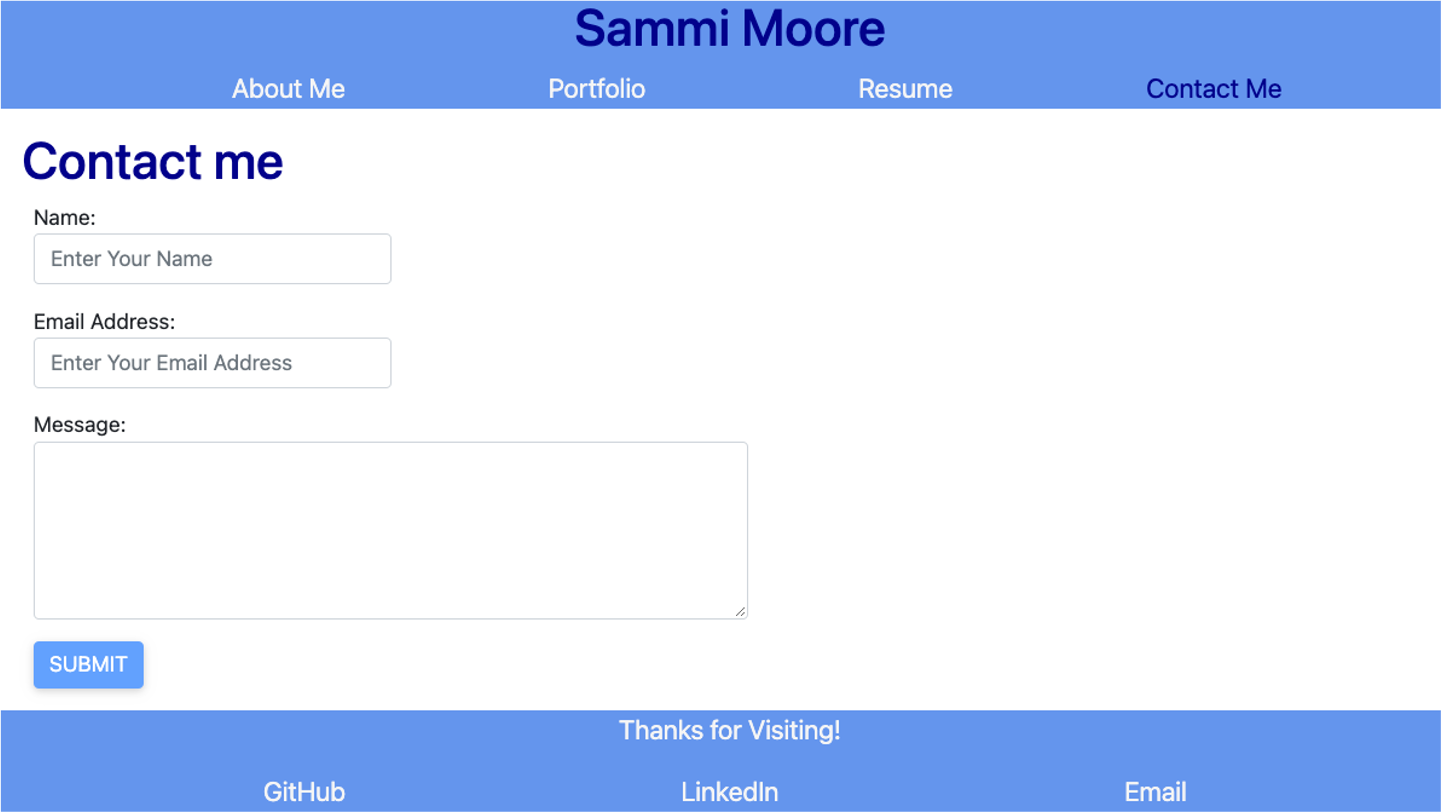 Sammi Moore
About Me Portfolio Resume Contact Me
Contact me
Name:
Enter Your Name
Email Address:
Enter Your Email Address
Message:
SUBMIT
Thanks for Visiting!
GitHub LinkedIn Email